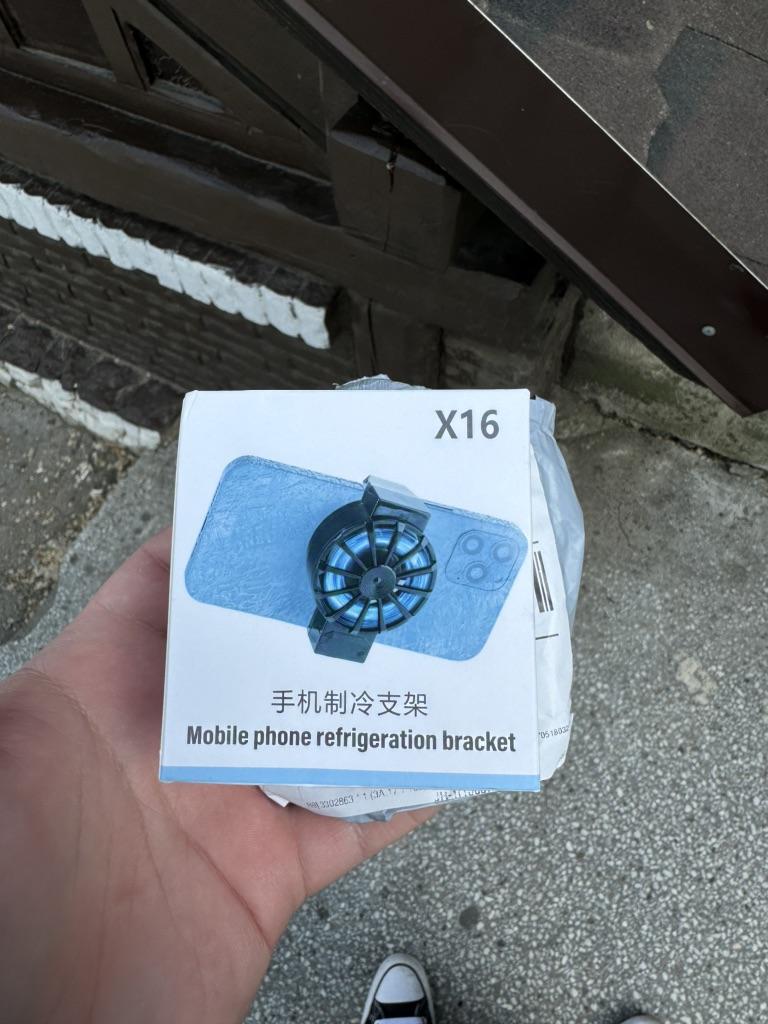 X16
手机制冷支架
Mobile phone refrigeration bracket